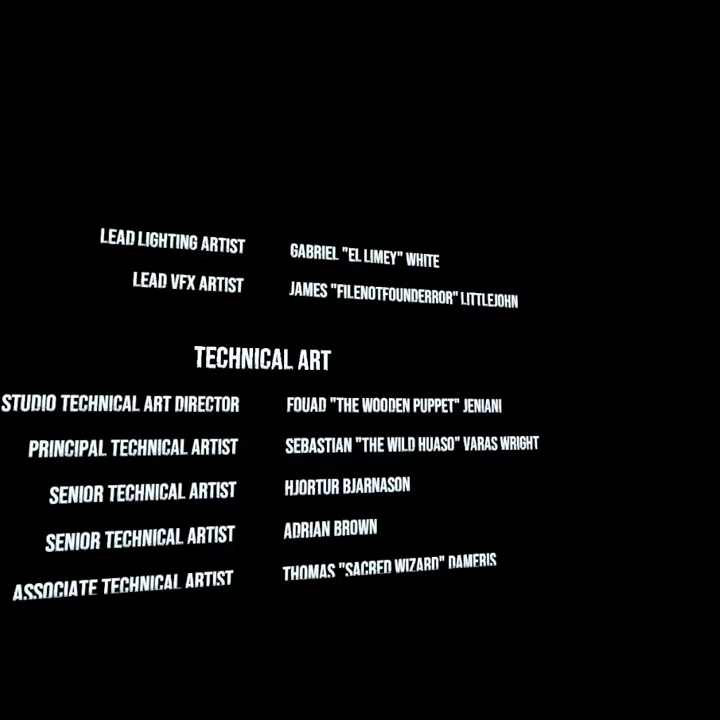 LEAD LIGHTING ARTIST GABRIEL "EL LIMEY" WHITE
LEAD VFX ARTIST JAMES "FILENOTFOUNDERROR" LITTLEJOHN
TECHNICAL ART
STUDIO TECHNICAL ART DIRECTOR FOUAD "THE WOODEN PUPPET" JENIANI
PRINCIPAL TECHNICAL ARTIST SEBASTIAN "THE WILD HUASO" VARAS WRIGHT
SENIOR TECHNICAL ARTIST HJORTUR BJARNASON
SENIOR TECHNICAL ARTIST ADRIAN BROWN
ASSOCIATE TECHNICAL ARTIST THOMAS "SACRED WIZARD" DAMERIS